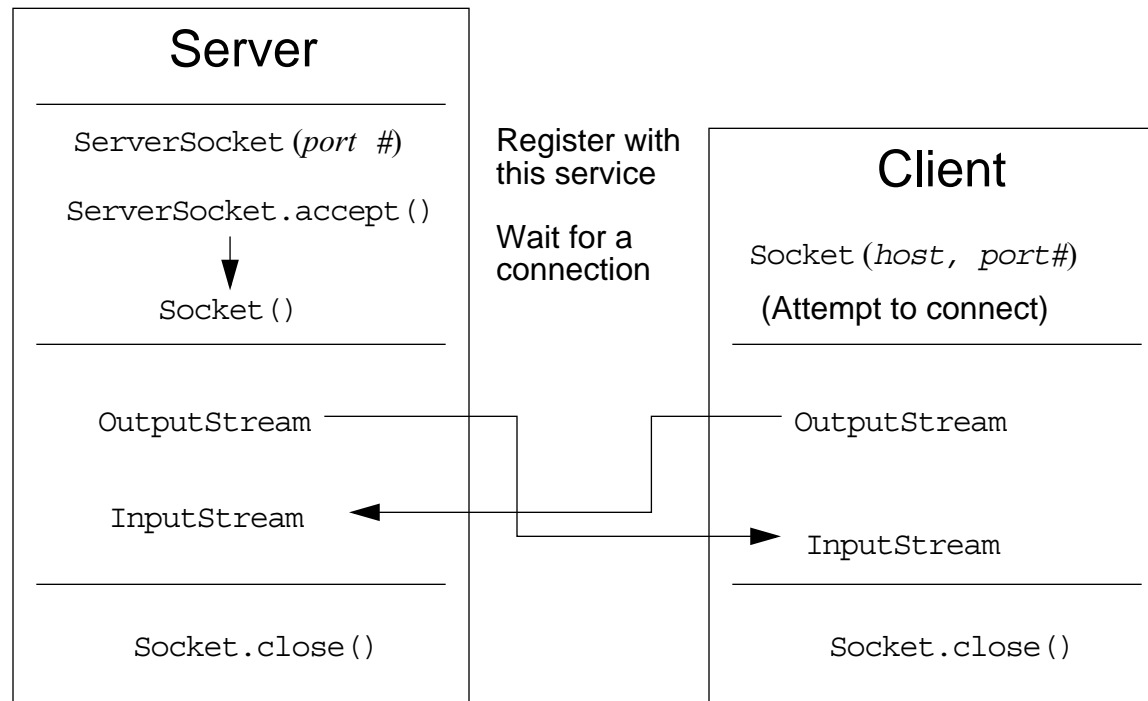 Server
ServerSocket (port #)
ServerSocket.accept()
Socket()
OutputStream
InputStream
Socket.close()
Register with
this service
Wait for a
connection
Client
Socket (host, port#)
(Attempt to connect)
OutputStream
InputStream
Socket.close()